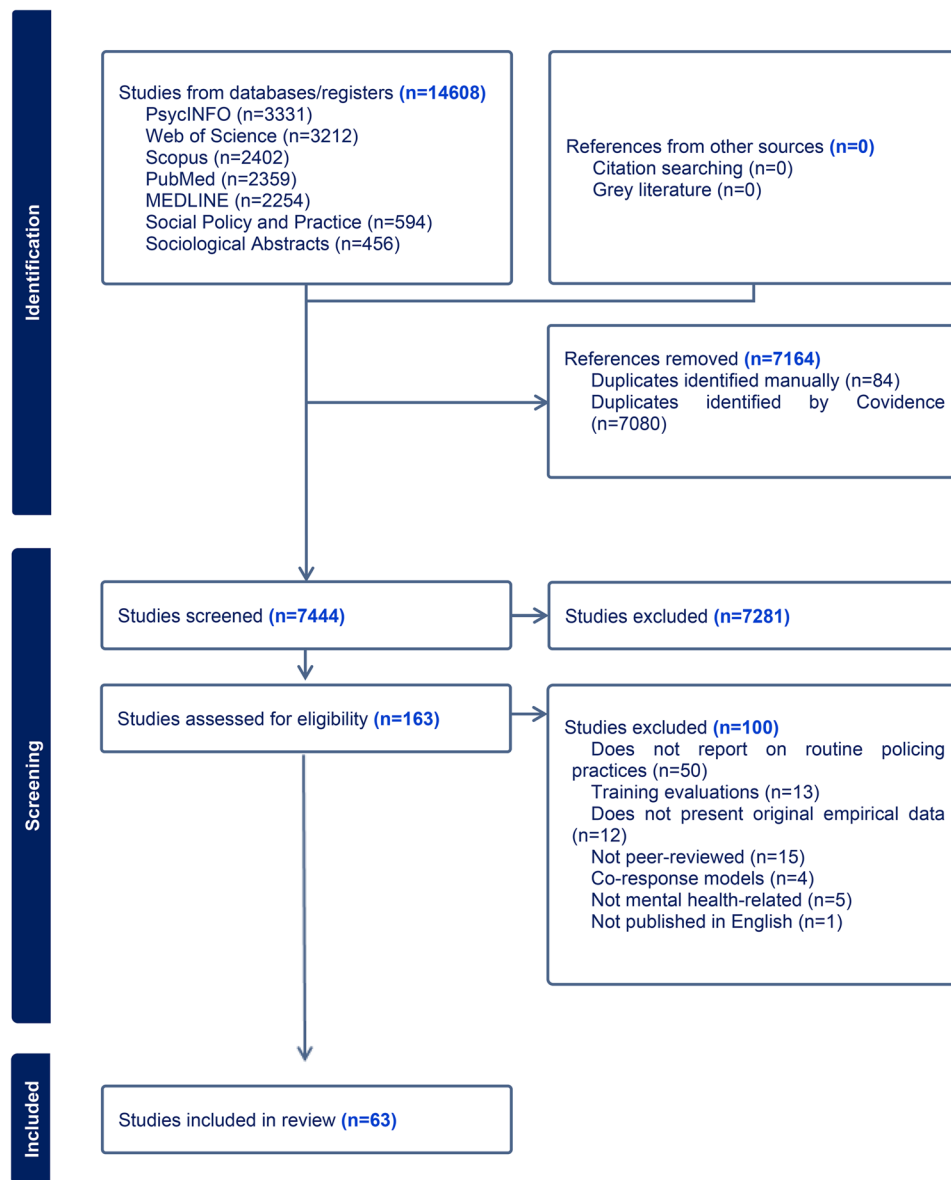 Identification
Studies from databases/registers (n=14608)
PsycINFO (n=3331)
Web of Science (n=3212)
Scopus (n=2402)
PubMed (n=2359)
MEDLINE (n=2254)
Social Policy and Practice (n=594)
Sociological Abstracts (n=456)
References from other sources (n=0)
Citation searching (n=0)
Grey literature (n=0)
References removed (n=7164)
Duplicates identified manually (n=84)
Duplicates identified by Covidence
(n=7080)
Screening
Studies screened (n=7444)
Studies excluded (n=7281)
Studies assessed for eligibility (n=163)
Studies excluded (n=100)
Does not report on routine policing
practices (n=50)
Training evaluations (n=13)
Does not present original empirical data
(n=12)
Not peer-reviewed (n=15)
Co-response models (n=4)
Not mental health-related (n=5)
Not published in English (n=1)
Included
Studies included in review (n=63)